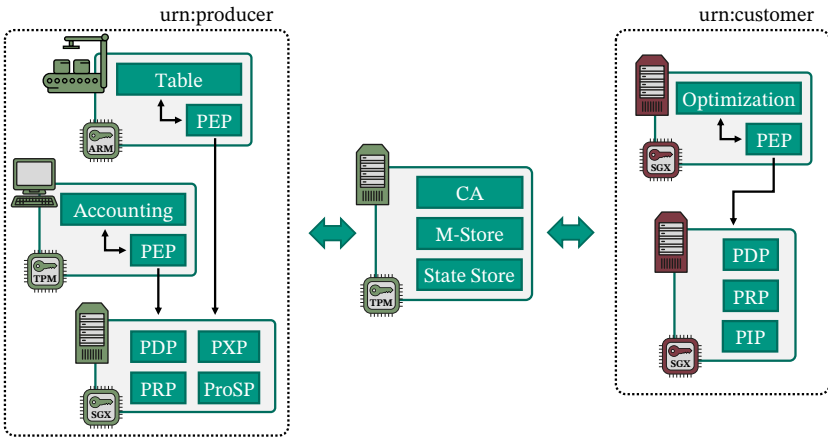 urn:producer
Table
PEP
ARM
Accounting
PEP
TPM
PDP
PXP
PRP
ProSP
SGX
CA
M-Store
State Store
TPM
urn:customer
Optimization
PEP
SGX
PDP
PRP
PIP
SGX